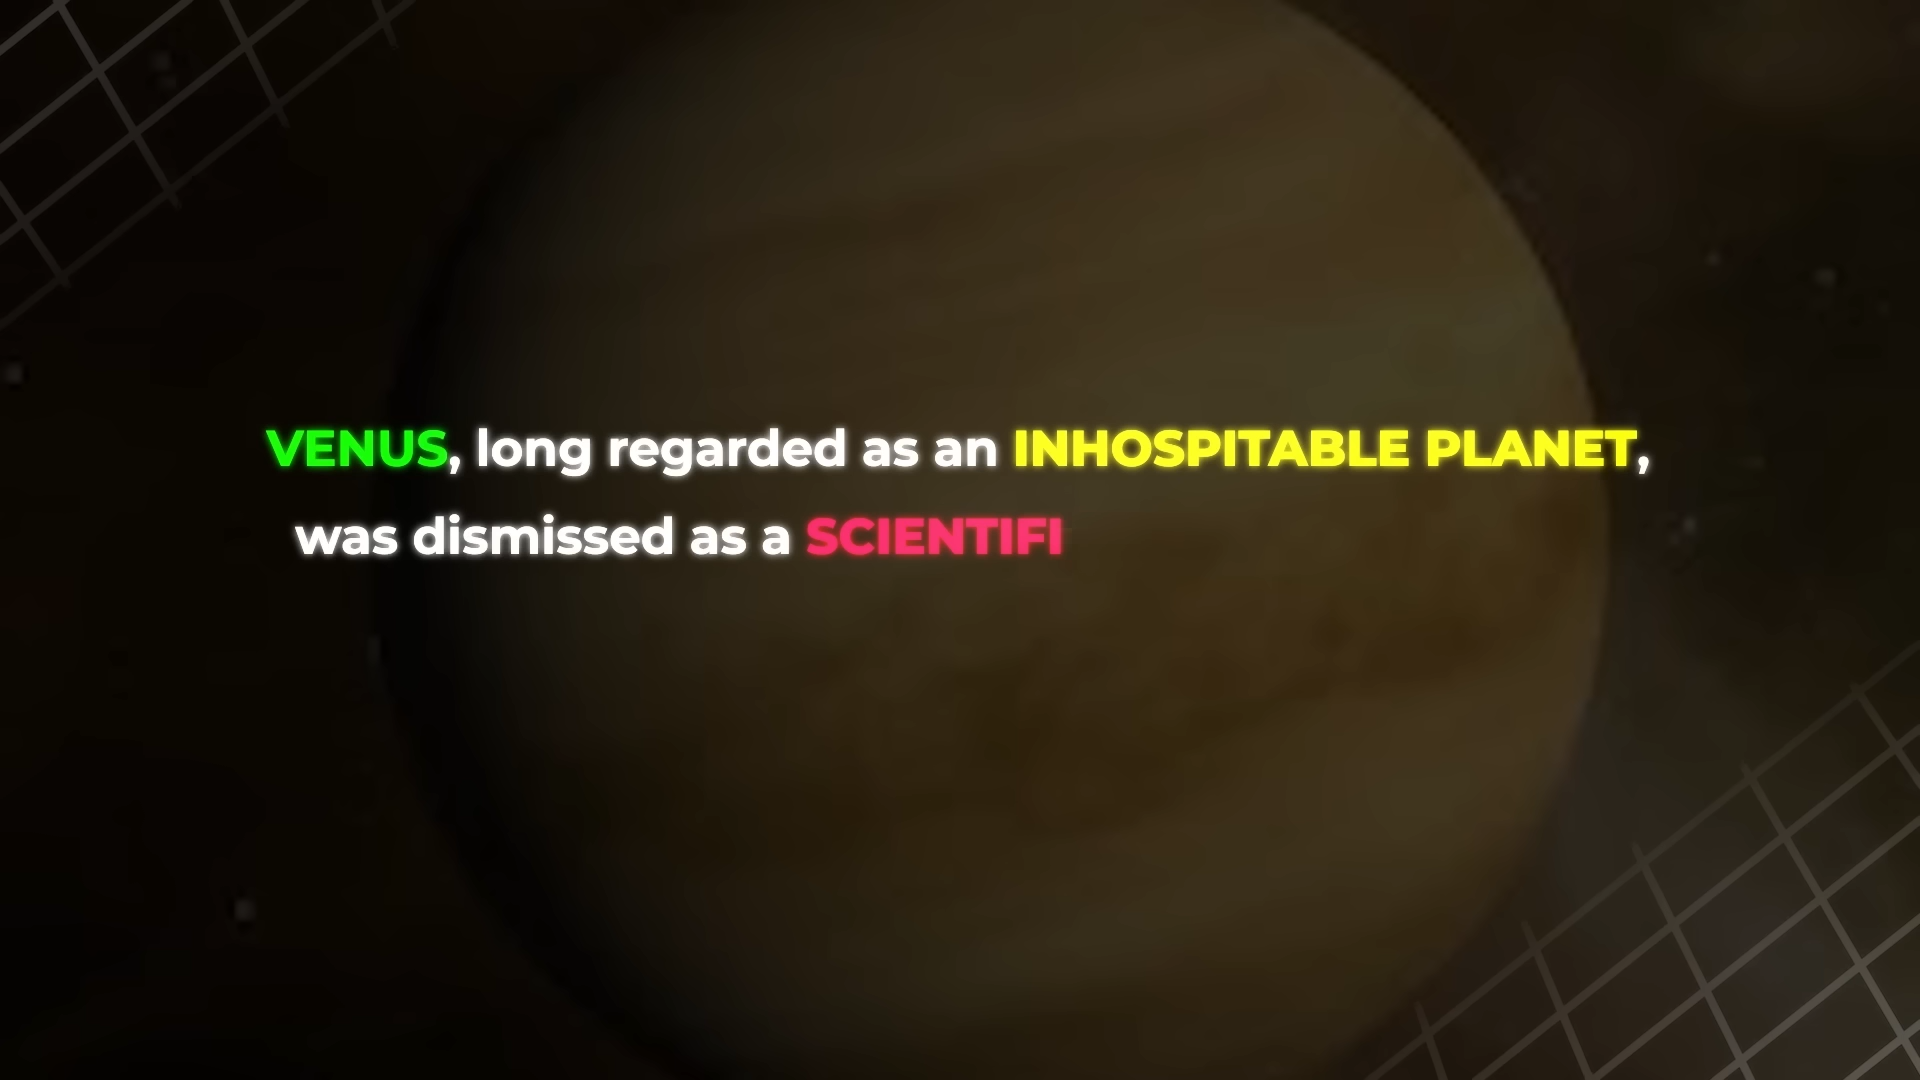 VENUS, long regarded as an INHOSPITABLE PLANET,
was dismissed as a SCIENTIFI